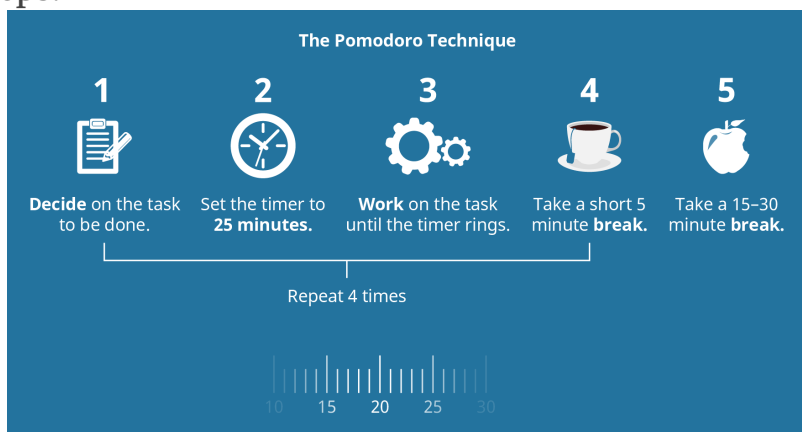 The Pomodoro Technique
1
2
3
4
5
Decide on the task
to be done.
Set the timer to
25 minutes.
Work on the task
until the timer rings.
Take a short 5
minute break.
Take a 15–30
minute break.
Repeat 4 times
10 15 20 25 30